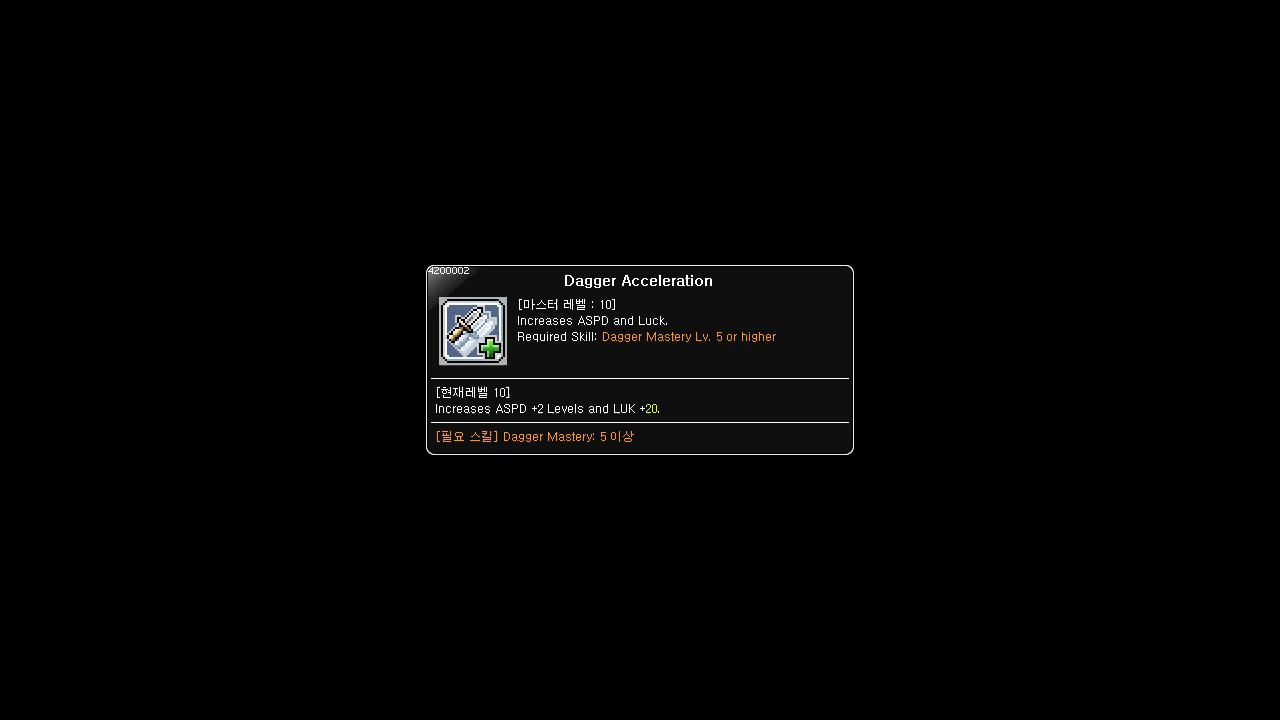 4200002
Dagger Acceleration
[마스터 레벨 : 10]
Increases ASPD and Luck.
Required Skill: Dagger Mastery Lv. 5 or higher
[현재레벨 10]
Increases ASPD +2 Levels and LUK +20.
[필요 스킬] Dagger Mastery: 5 이상